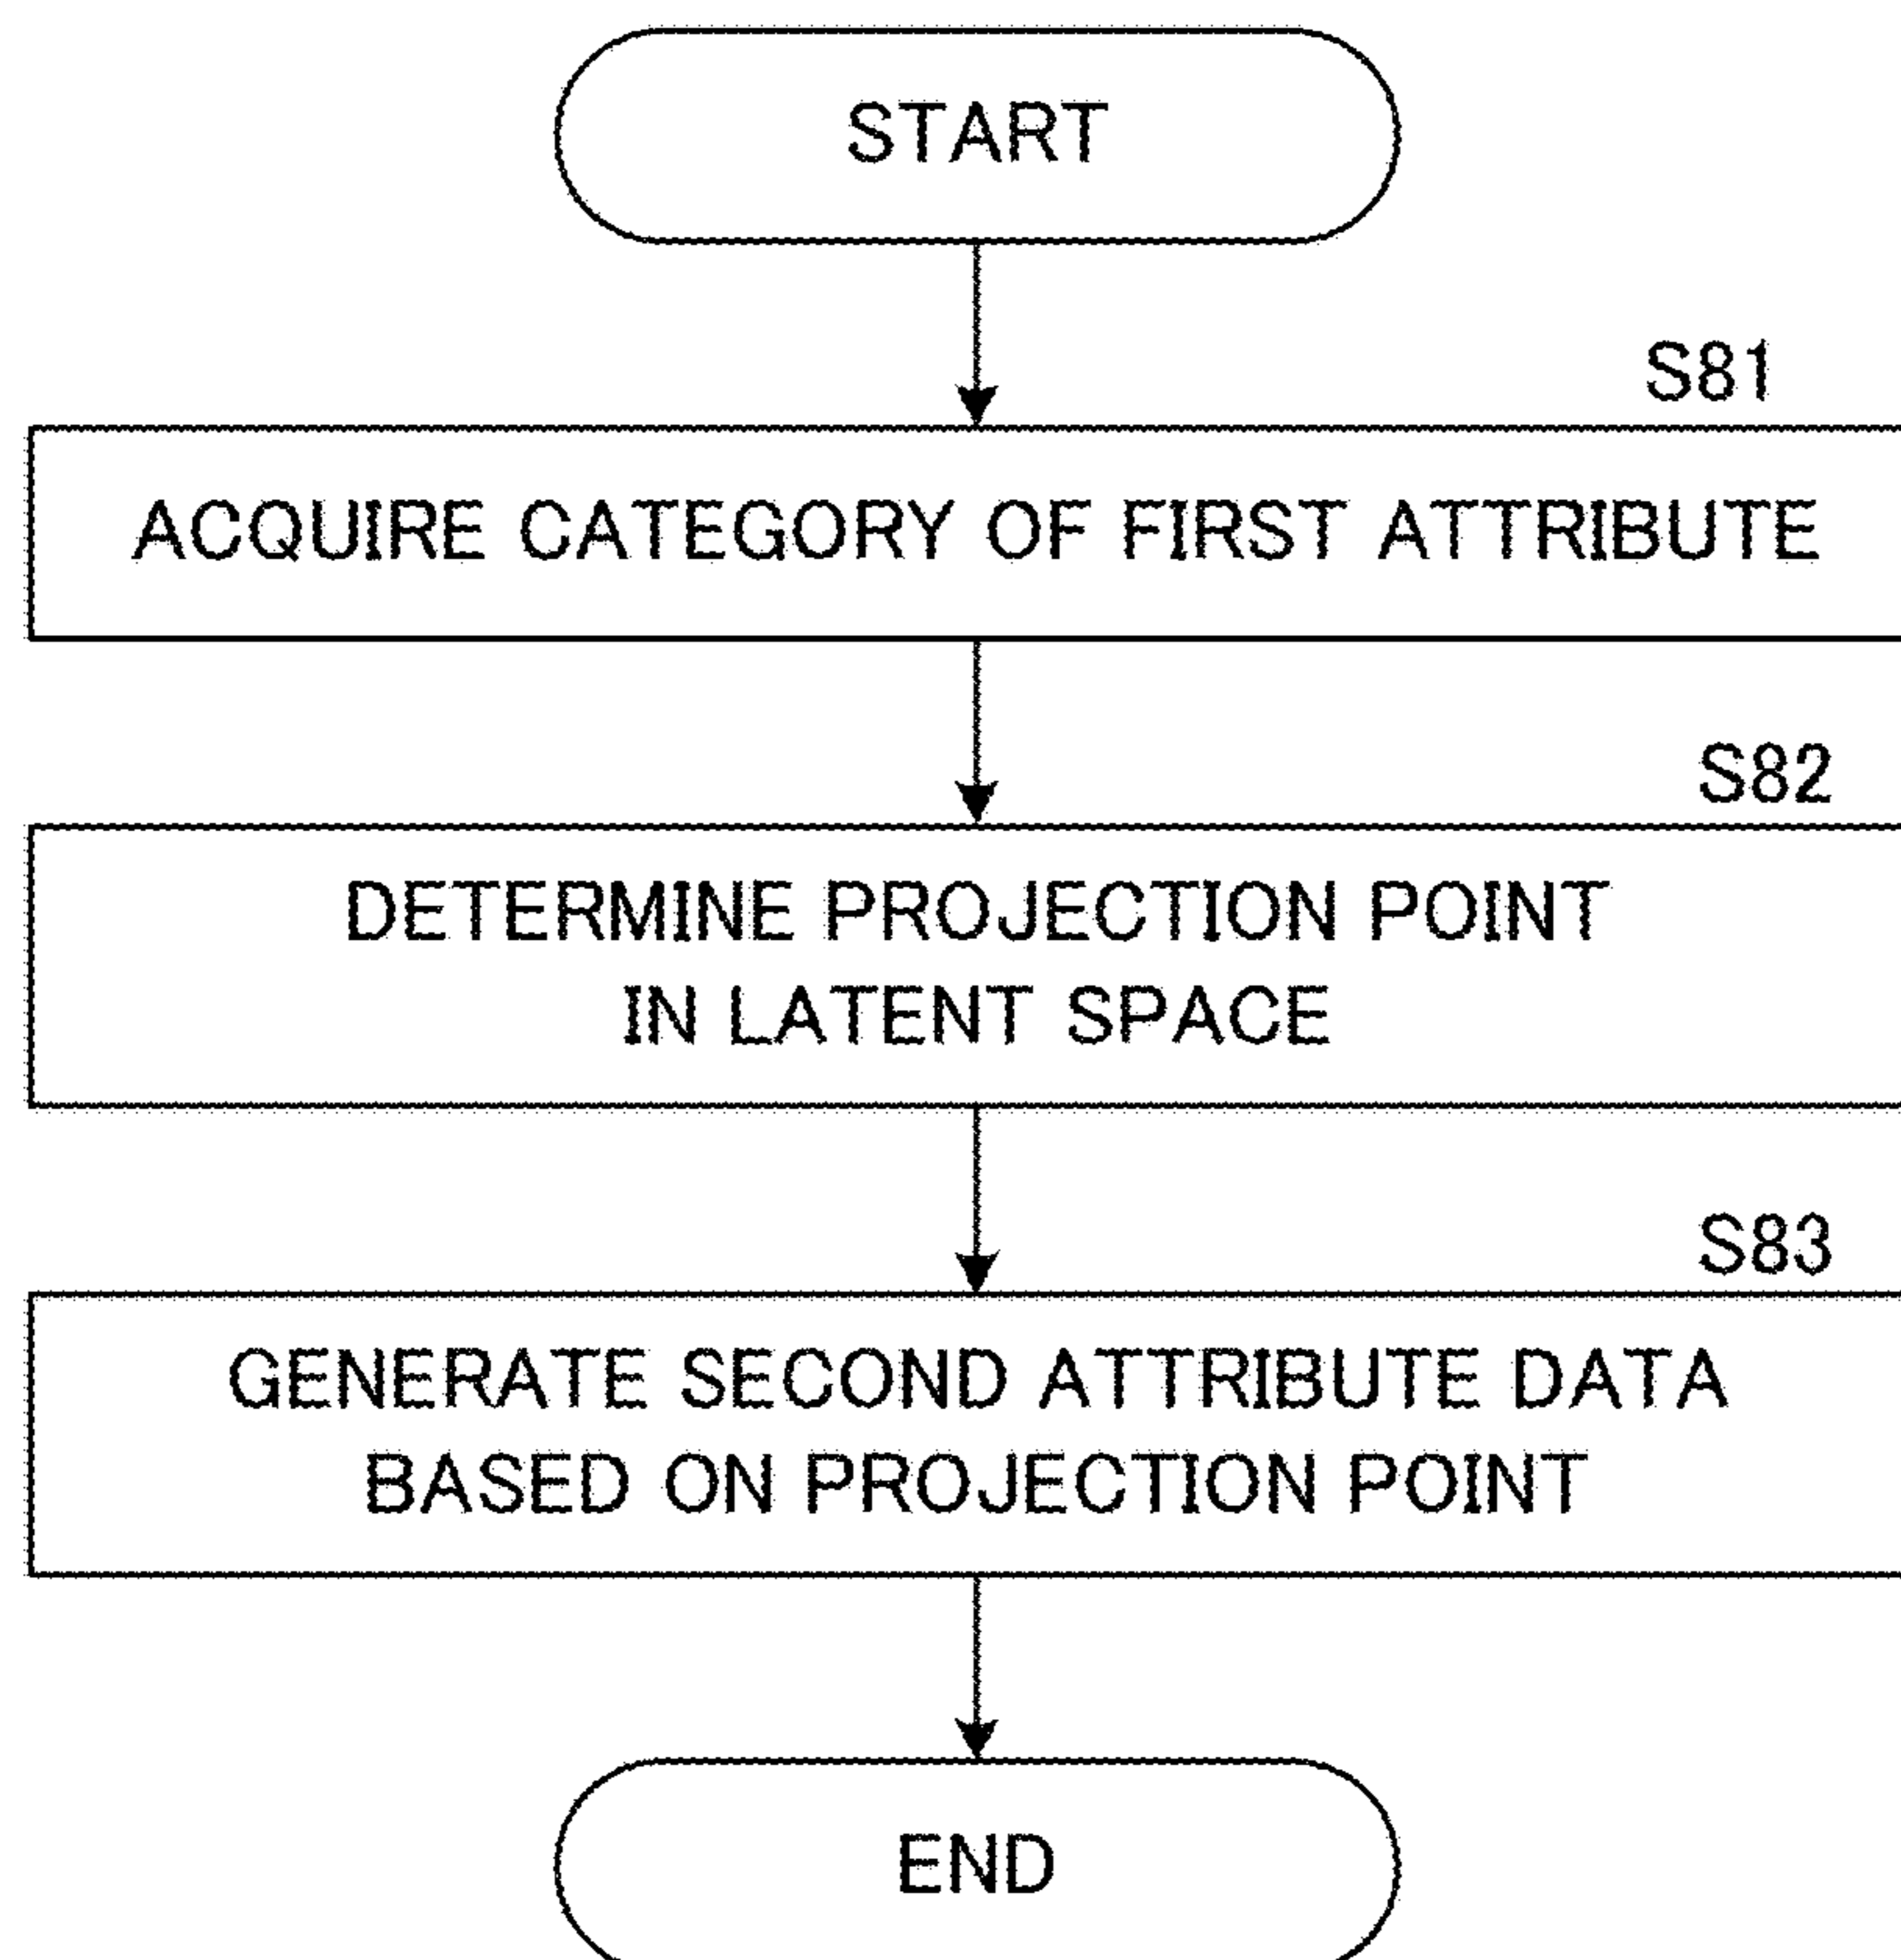 START
S81
ACQUIRE CATEGORY OF FIRST ATTRIBUTE
S82
DETERMINE PROJECTION POINT
IN LATENT SPACE
S83
GENERATE SECOND ATTRIBUTE DATA
BASED ON PROJECTION POINT
END